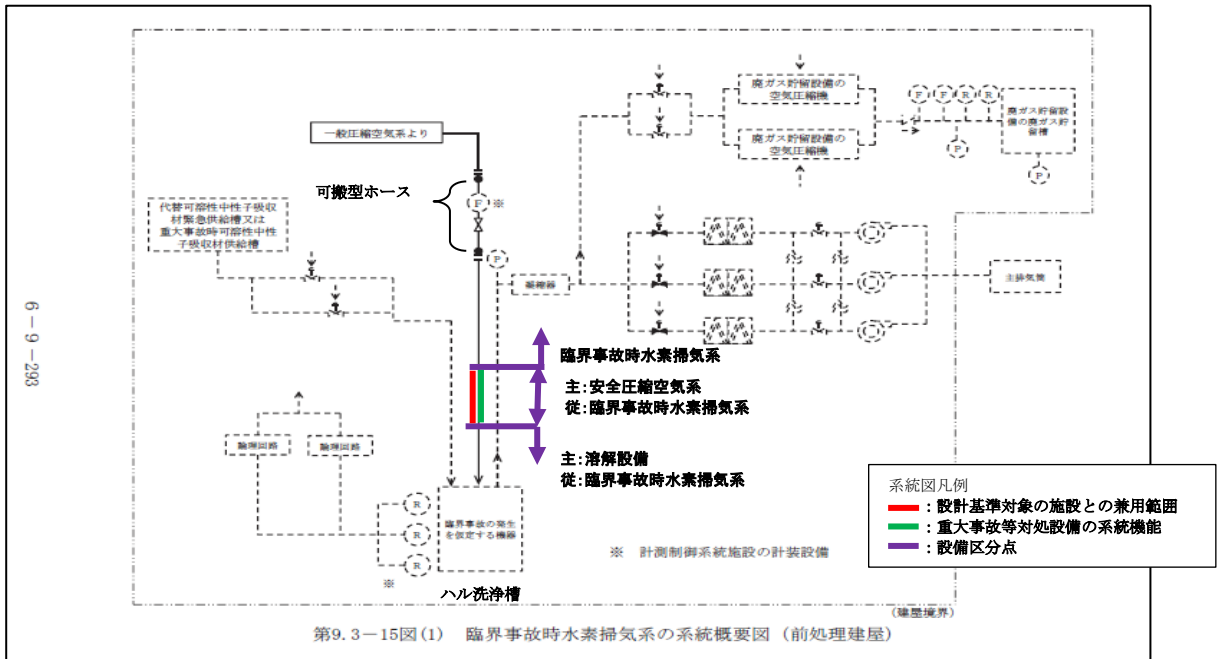 廃ガス貯留設備の
空気圧縮機
廃ガス貯留設備の
空気圧縮機
F
F
R
R
P
廃ガス貯留設
備の廃ガス貯
留槽
P
一般圧縮空気系より
可搬型ホース
F
※
P
代替可溶性中性子吸収
材緊急供給槽又は
重大事故時可溶性中性
子吸収材供給槽
凝縮器
主排気筒
6-9-293
臨界事故時水素掃気系
主:安全圧縮空気系
従:臨界事故時水素掃気系
主:溶解設備
従:臨界事故時水素掃気系
論理回路
論理回路
R
R
R
※
臨界事故の発生
を仮定する機器
ハル洗浄槽
※ 計測制御系統施設の計装設備
系統図凡例
:設計基準対象の施設との兼用範囲
:重大事故等対処設備の系統機能
:設備区分点
(建屋境界)
第9.3-15図(1) 臨界事故時水素掃気系の系統概要図(前処理建屋)